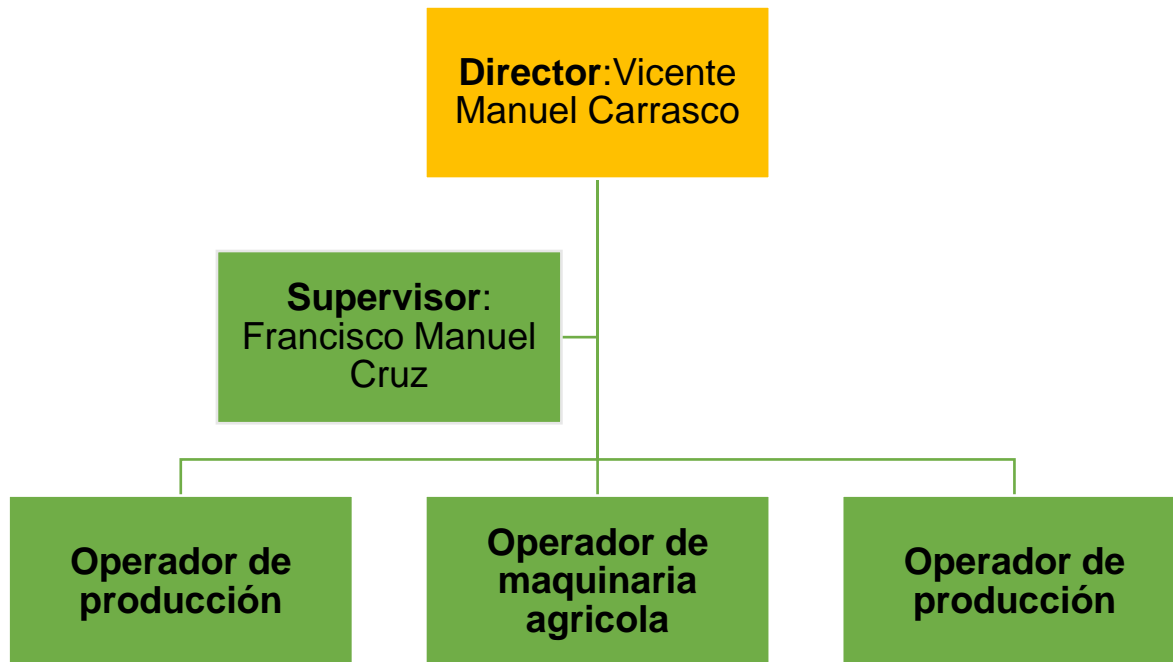 Director:Vicente
Manuel Carrasco
Supervisor:
Francisco Manuel
Cruz
Operador de
producción
Operador de
maquinaria
agricola
Operador de
producción